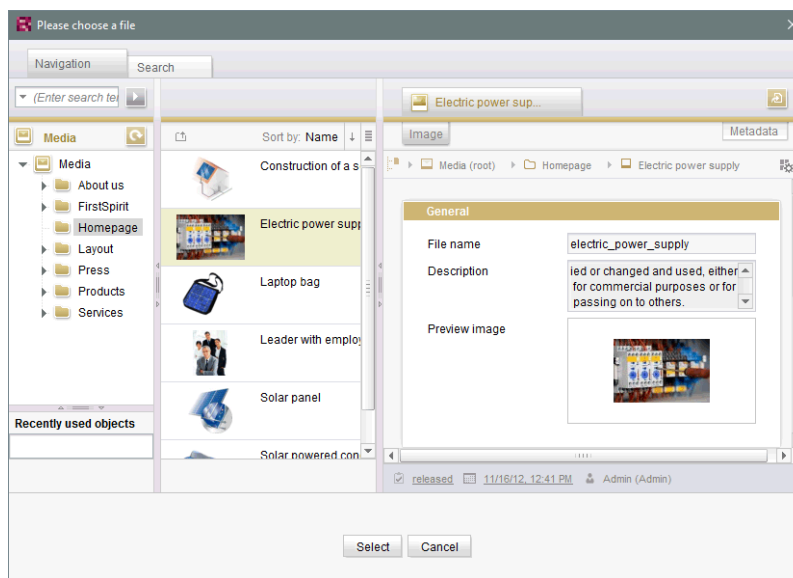 Please choose a file
Navigation
Search
(Enter search te
Media
Media
About us
FirstSpirit
Homepage
Layout
Press
Products
Services
Recently used objects
Sort by: Name
Construction of a s
Electric power supp
Laptop bag
Leader with employ
Solar panel
Solar powered con
Electric power sup...
Image
Metadata
Media (root) Homepage Electric power supply
General
File name electric_power_supply
Description ied or changed and used, either
for commercial purposes or for
passing on to others.
Preview image
released 11/16/12, 12:41 PM Admin (Admin)
Select Cancel